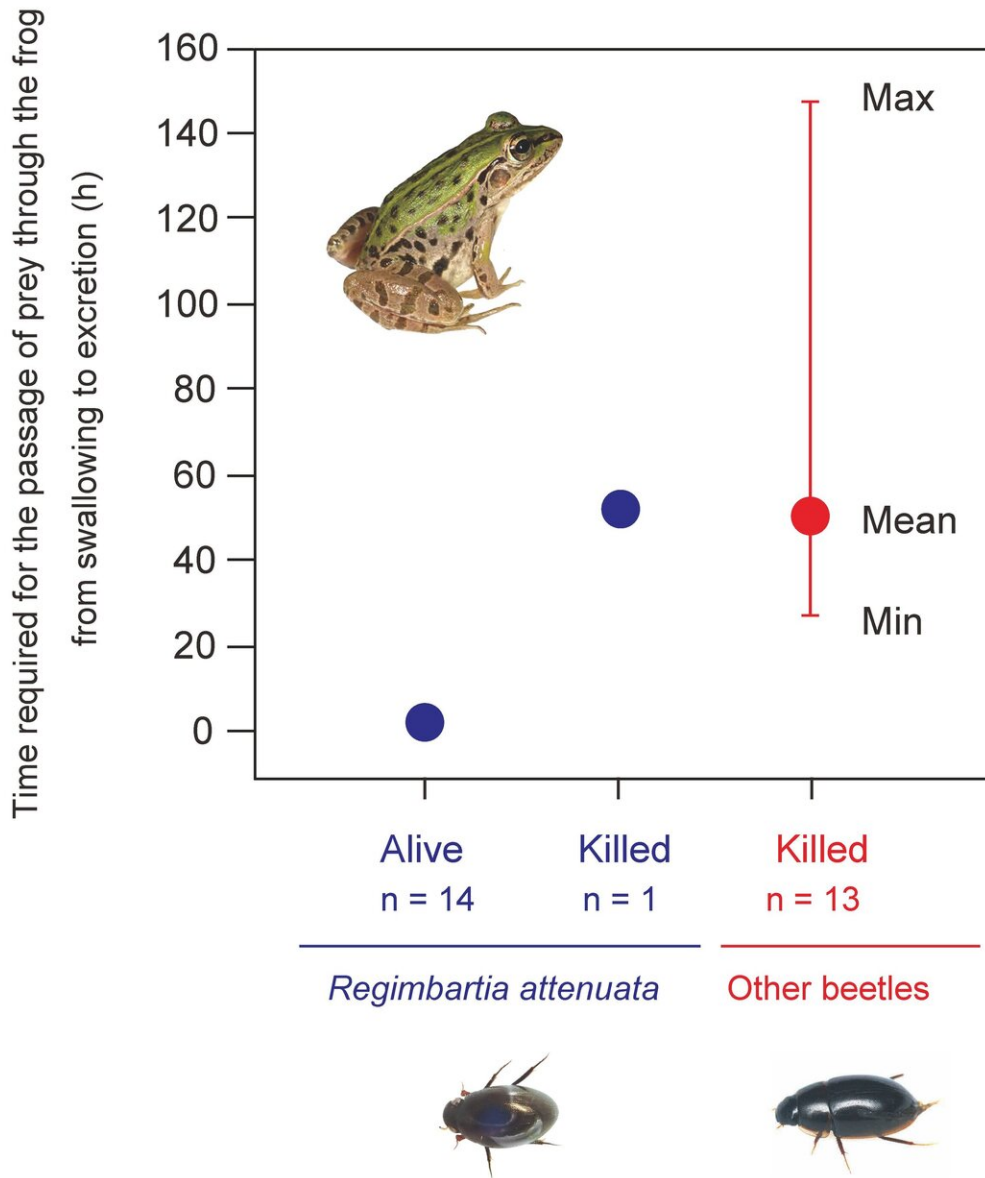 Time required for the passage of prey through the frog
from swallowing to excretion (h)
160
140
120
100
80
60
40
20
0
Max
Mean
Min
Alive
n = 14
Killed
n = 1
Killed
n = 13
Regimbartia attenuata
Other beetles